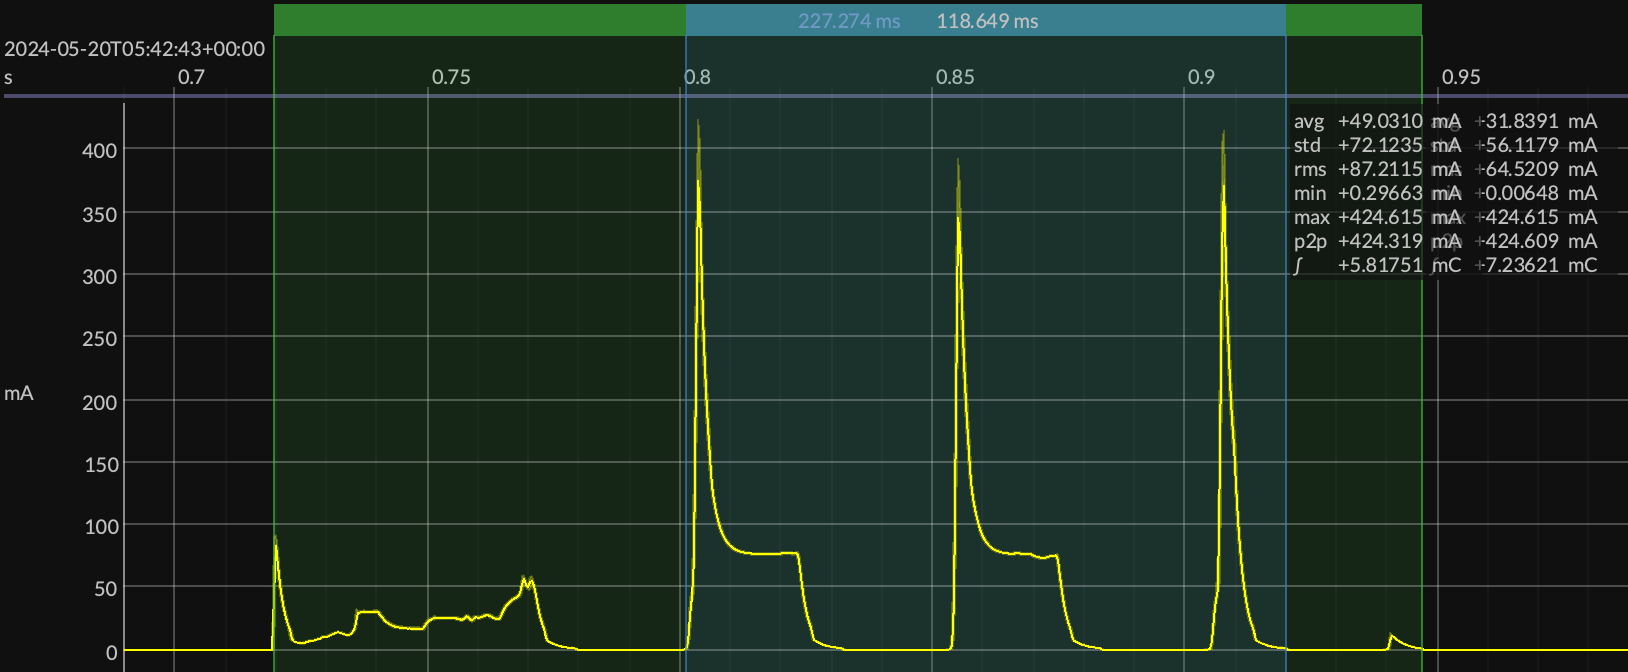 227.274 ms 118.649 ms
2024-05-20T05:42:43+00:00
s 0.7 0.75 0.8 0.85 0.9 0.95
avg +49.0310 mA +31.8391 mA
std +72.1235 mA +56.1179 mA
rms +87.2115 mA +64.5209 mA
min +0.29663 mA +0.00648 mA
max +424.615 mA +424.615 mA
p2p +424.319 mA +424.609 mA
∫ +5.81751 mC +7.23621 mC
400
350
300
250
mA
200
150
100
50
0